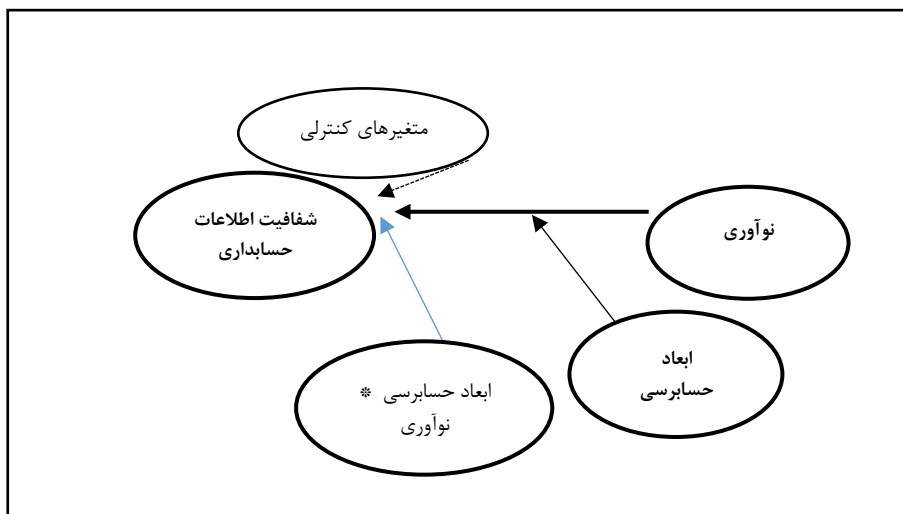 متغیرهای کنترلی
شفافیت اطلاعات
حسابداری
نوآوری
ابعاد
حسابرسی
ابعاد حسابرسی *
نوآوری